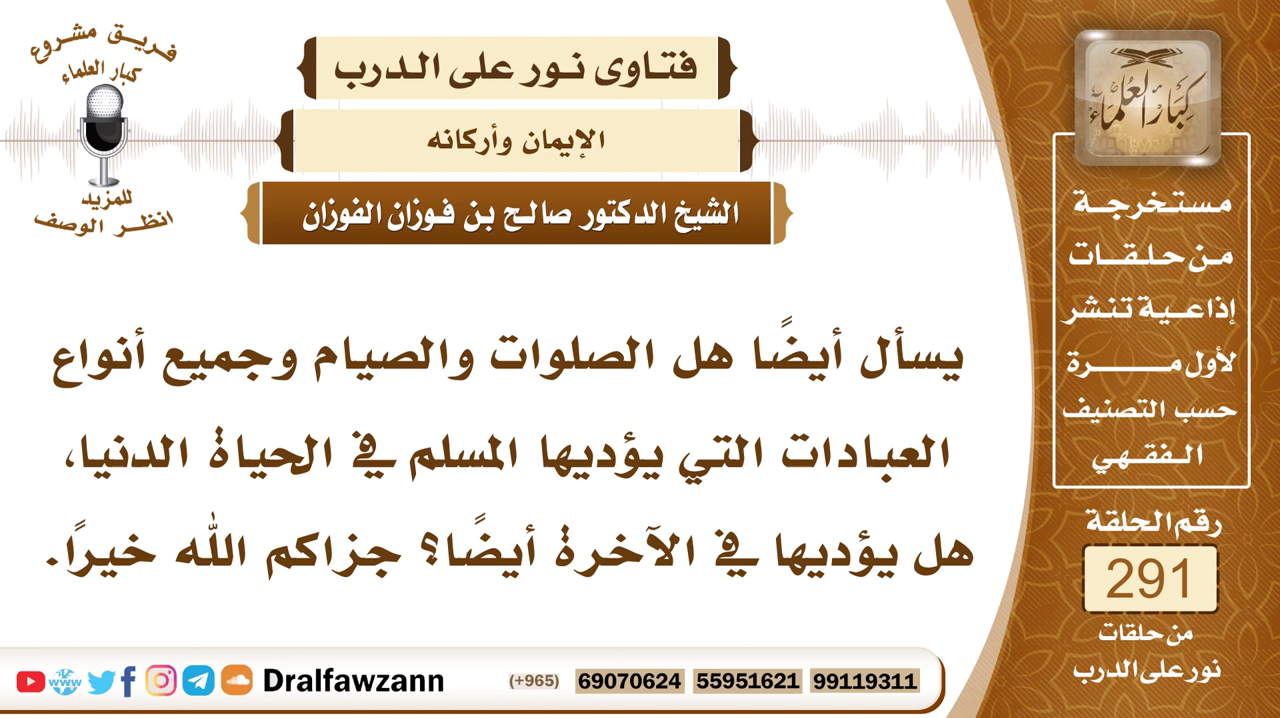 فريق مشروع
كبار العلماء
للمزيد
انظر الوصف
فتاوى نور على الدرب
الإيمان وأركانه
الشيخ الدكتور صالح بن فوزان الفوزان
يسأل أيضًا هل الصلوات والصيام وجميع أنواع
العبادات التي يؤديها المسلم في الحياة الدنيا،
هل يؤديها في الآخرة أيضًا؟ جزاكم الله خيرًا.
كبار العلماء
مستخرجة
من حلقات
إذاعية تنشر
لأول مرة
حسب التصنيف
الفقهي
رقم الحلقة
291
من حلقات
نور على الدرب
www Dralfawzann (+965) 69070624 55951621 99119311